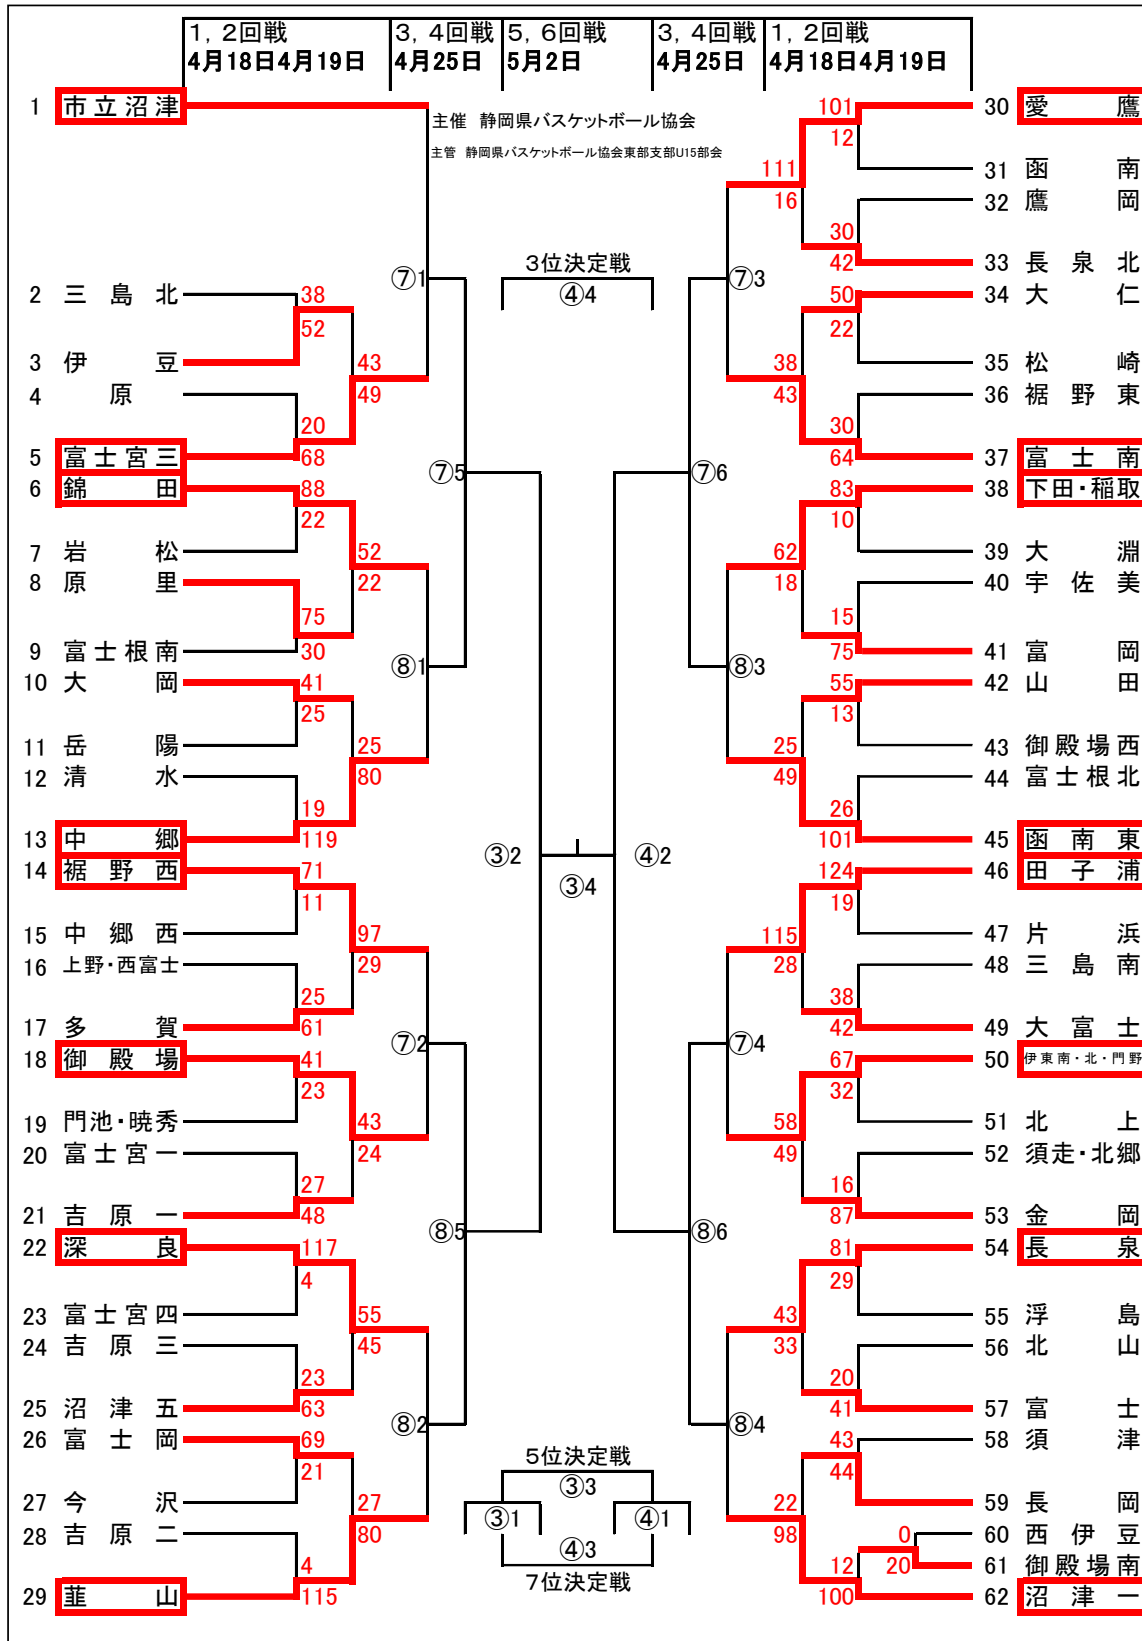 1, 2回戦 3, 4回戦 5, 6回戦 3, 4回戦 1, 2回戦
4月18日4月19日 4月25日 5月2日 4月25日 4月18日4月19日
主催 静岡県バスケットボール協会
主管 静岡県バスケットボール協会東部支部U15部会
1 市立沼津
2 三島北
3 伊豆
4 原
5 富士宮三
6 錦田
7 岩松
8 原里
9 富士根南
10 大岡
11 岳陽
12 清水
13 中郷
14 裾野西
15 中郷西
16 上野・西富士
17 多賀
18 御殿場
19 門池・暁秀
20 富士宮一
21 吉原一
22 深良
23 富士宮四
24 吉原三
25 沼津五
26 富士岡
27 今沢
28 吉原二
29 韮山
38
52
20
68
88
22
75
30
41
25
19
119
71
11
25
61
41
23
27
48
117
4
23
63
69
21
4
115
43
49
52
22
25
80
97
29
43
24
55
45
27
80
⑦1
⑧1
⑦2
⑧2
⑦5
⑧5
3位決定戦
④4
③2
③4
④2
5位決定戦
③3
③1
④1
④3
7位決定戦
⑦6
⑧6
⑦3
⑧3
⑦4
⑧4
111
16
38
43
62
18
25
49
115
28
58
49
43
33
22
98
101
12
30
42
50
22
30
64
83
10
15
75
55
13
26
101
124
19
38
42
67
32
16
87
81
29
20
41
43
44
0
20
12
100
30 愛鷹
31 函南
32 鷹岡
33 長泉北
34 大仁
35 松崎
36 裾野東
37 富士南
38 下田・稲取
39 大淵
40 宇佐美
41 富岡
42 山田
43 御殿場西
44 富士根北
45 函南東
46 田子浦
47 片浜
48 三島南
49 大富士
50 伊東南・北・門野
51 北上
52 須走・北郷
53 金岡
54 長泉
55 浮島
56 北山
57 富士
58 須津
59 長岡
60 西伊豆
61 御殿場南
62 沼津一